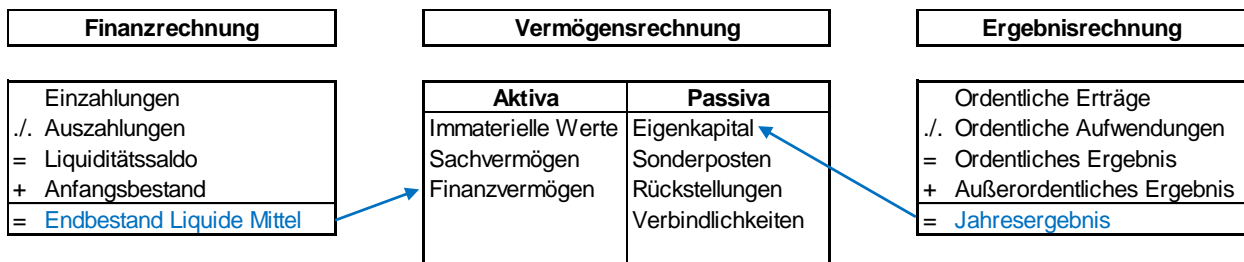 Finanzrechnung
Vermögensrechnung
Ergebnisrechnung
Einzahlungen
./. Auszahlungen
= Liquiditätssaldo
+ Anfangsbestand
= Endbestand Liquide Mittel
Aktiva Passiva
Immaterielle Werte Eigenkapital
Sachvermögen Sonderposten
Finanzvermögen Rückstellungen
Verbindlichkeiten
Ordentliche Erträge
./. Ordentliche Aufwendungen
= Ordentliches Ergebnis
+ Außerordentliches Ergebnis
= Jahresergebnis